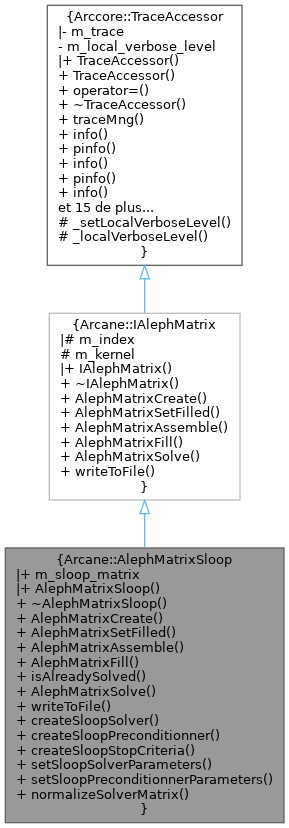 {Arccore::TraceAccessor
|- m_trace
- m_local_verbose_level
|+ TraceAccessor()
+ TraceAccessor()
+ operator=()
+ ~TraceAccessor()
+ traceMng()
+ info()
+ pinfo()
+ info()
+ pinfo()
+ info()
et 15 de plus...
# _setLocalVerboseLevel()
# _localVerboseLevel()
}
{Arcane::IAlephMatrix
|# m_index
# m_kernel
|+ IAlephMatrix()
+ ~IAlephMatrix()
+ AlephMatrixCreate()
+ AlephMatrixSetFilled()
+ AlephMatrixAssemble()
+ AlephMatrixFill()
+ AlephMatrixSolve()
+ writeToFile()
}
{Arcane::AlephMatrixSloop
|+ m_sloop_matrix
|+ AlephMatrixSloop()
+ ~AlephMatrixSloop()
+ AlephMatrixCreate()
+ AlephMatrixSetFilled()
+ AlephMatrixAssemble()
+ AlephMatrixFill()
+ isAlreadySolved()
+ AlephMatrixSolve()
+ writeToFile()
+ createSloopSolver()
+ createSloopPreconditionner()
+ createSloopStopCriteria()
+ setSloopSolverParameters()
+ setSloopPreconditionnerParameters()
+ normalizeSolverMatrix()
}